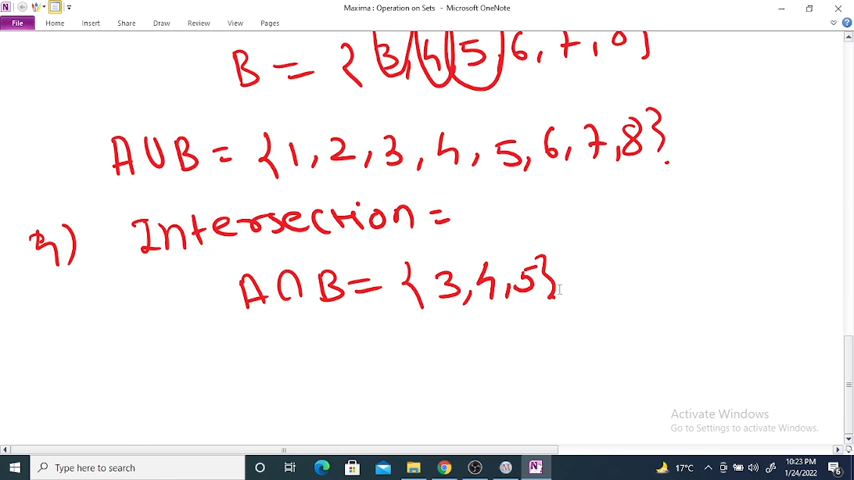 Maxima : Operation on Sets - Microsoft OneNote
File Home Insert Share Draw Review View Pages
B = { 3, 4, 5, 6, 7,
A∪B = {1, 2, 3, 4, 5, 6, 7, 8}.
Intersection =
A∩B = {3, 4, 5}
Activate Windows
Go to Settings to activate Windows.
Type here to search
17°C
10:23 PM
1/24/2022
6